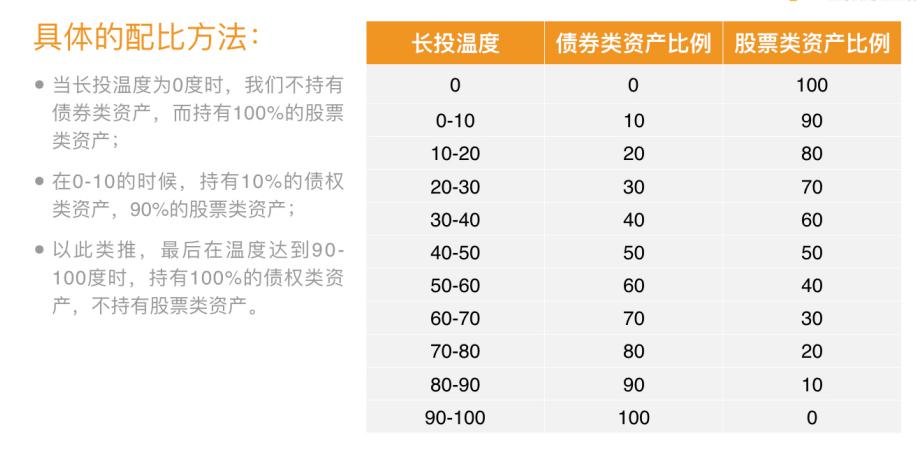 具体的配比方法：
● 当长投温度为0度时，我们不持有
债券类资产，而持有100%的股票
类资产；
● 在0-10的时候，持有10%的债权
类资产，90%的股票类资产；
● 以此类推，最后在温度达到90-
100度时，持有100%的债权类资
产，不持有股票类资产。
长投温度 债券类资产比例 股票类资产比例
0 0 100
0-10 10 90
10-20 20 80
20-30 30 70
30-40 40 60
40-50 50 50
50-60 60 40
60-70 70 30
70-80 80 20
80-90 90 10
90-100 100 0